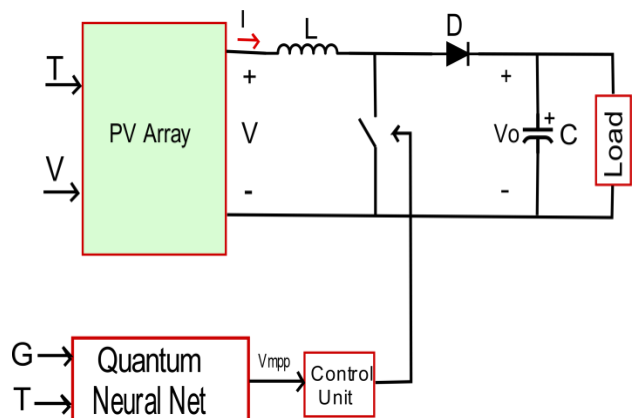 I
L
D
T
+
+
PV Array
V
V
Vo
+
C
Load
-
-
G
T
Quantum
Neural Net
Vmpp
Control
Unit